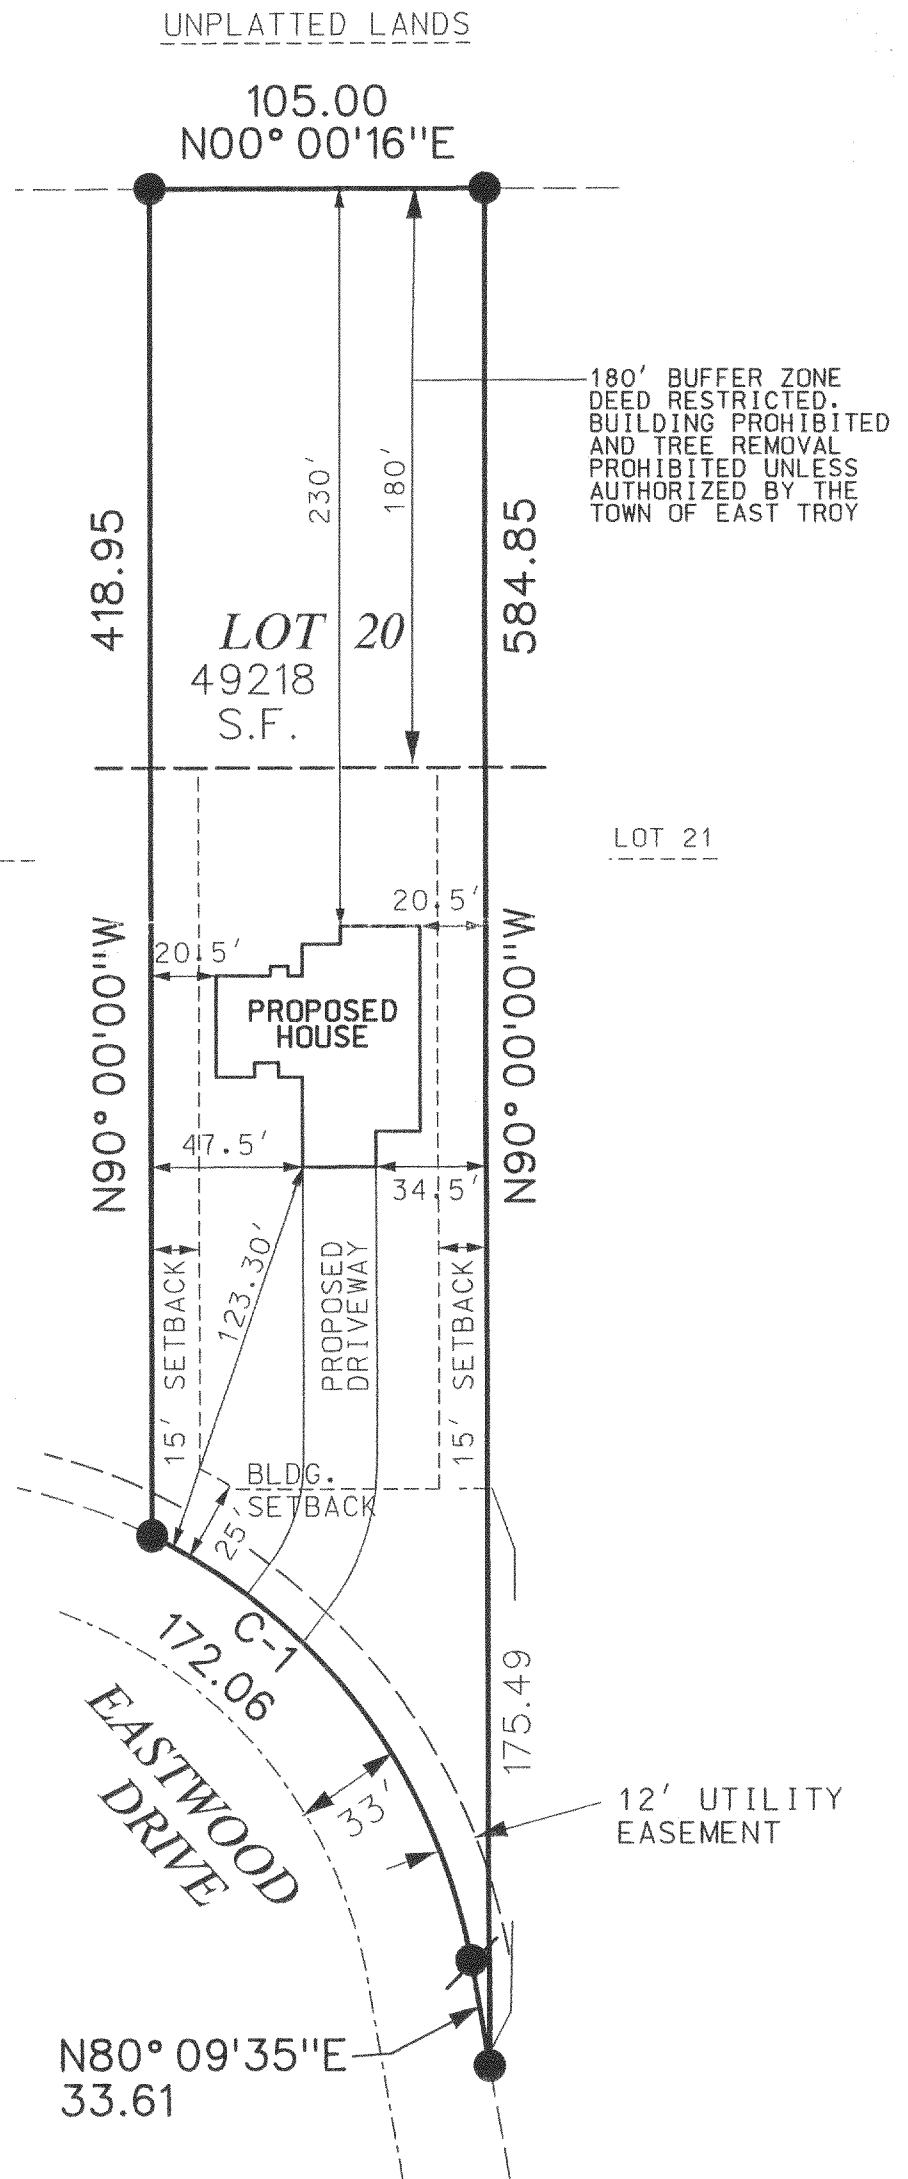 UNPLATTED LANDS
105.00
N00° 00'16"E
180' BUFFER ZONE
DEED RESTRICTED.
BUILDING PROHIBITED
AND TREE REMOVAL
PROHIBITED UNLESS
AUTHORIZED BY THE
TOWN OF EAST TROY
230'
180'
418.95
584.85
LOT 20
49218
S.F.
LOT 21
20.5'
20.5'
N90° 00'00"W
N90° 00'00"W
PROPOSED
HOUSE
47.5'
34.5'
123.30'
PROPOSED
DRIVEWAY
15' SETBACK
15' SETBACK
BLDG.
SETBACK
25'
C-1
172.06
175.49
EASTWOOD
DRIVE
33'
12' UTILITY
EASEMENT
N80° 09'35"E
33.61